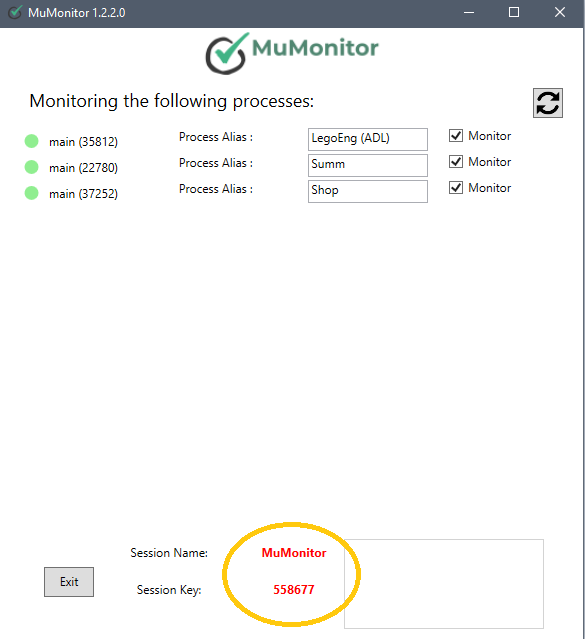 MuMonitor 1.2.2.0
MuMonitor
Monitoring the following processes:
main (35812) Process Alias : LegoEng (ADL) Monitor
main (22780) Process Alias : Summ Monitor
main (37252) Process Alias : Shop Monitor
Session Name: MuMonitor
Exit
Session Key: 558677